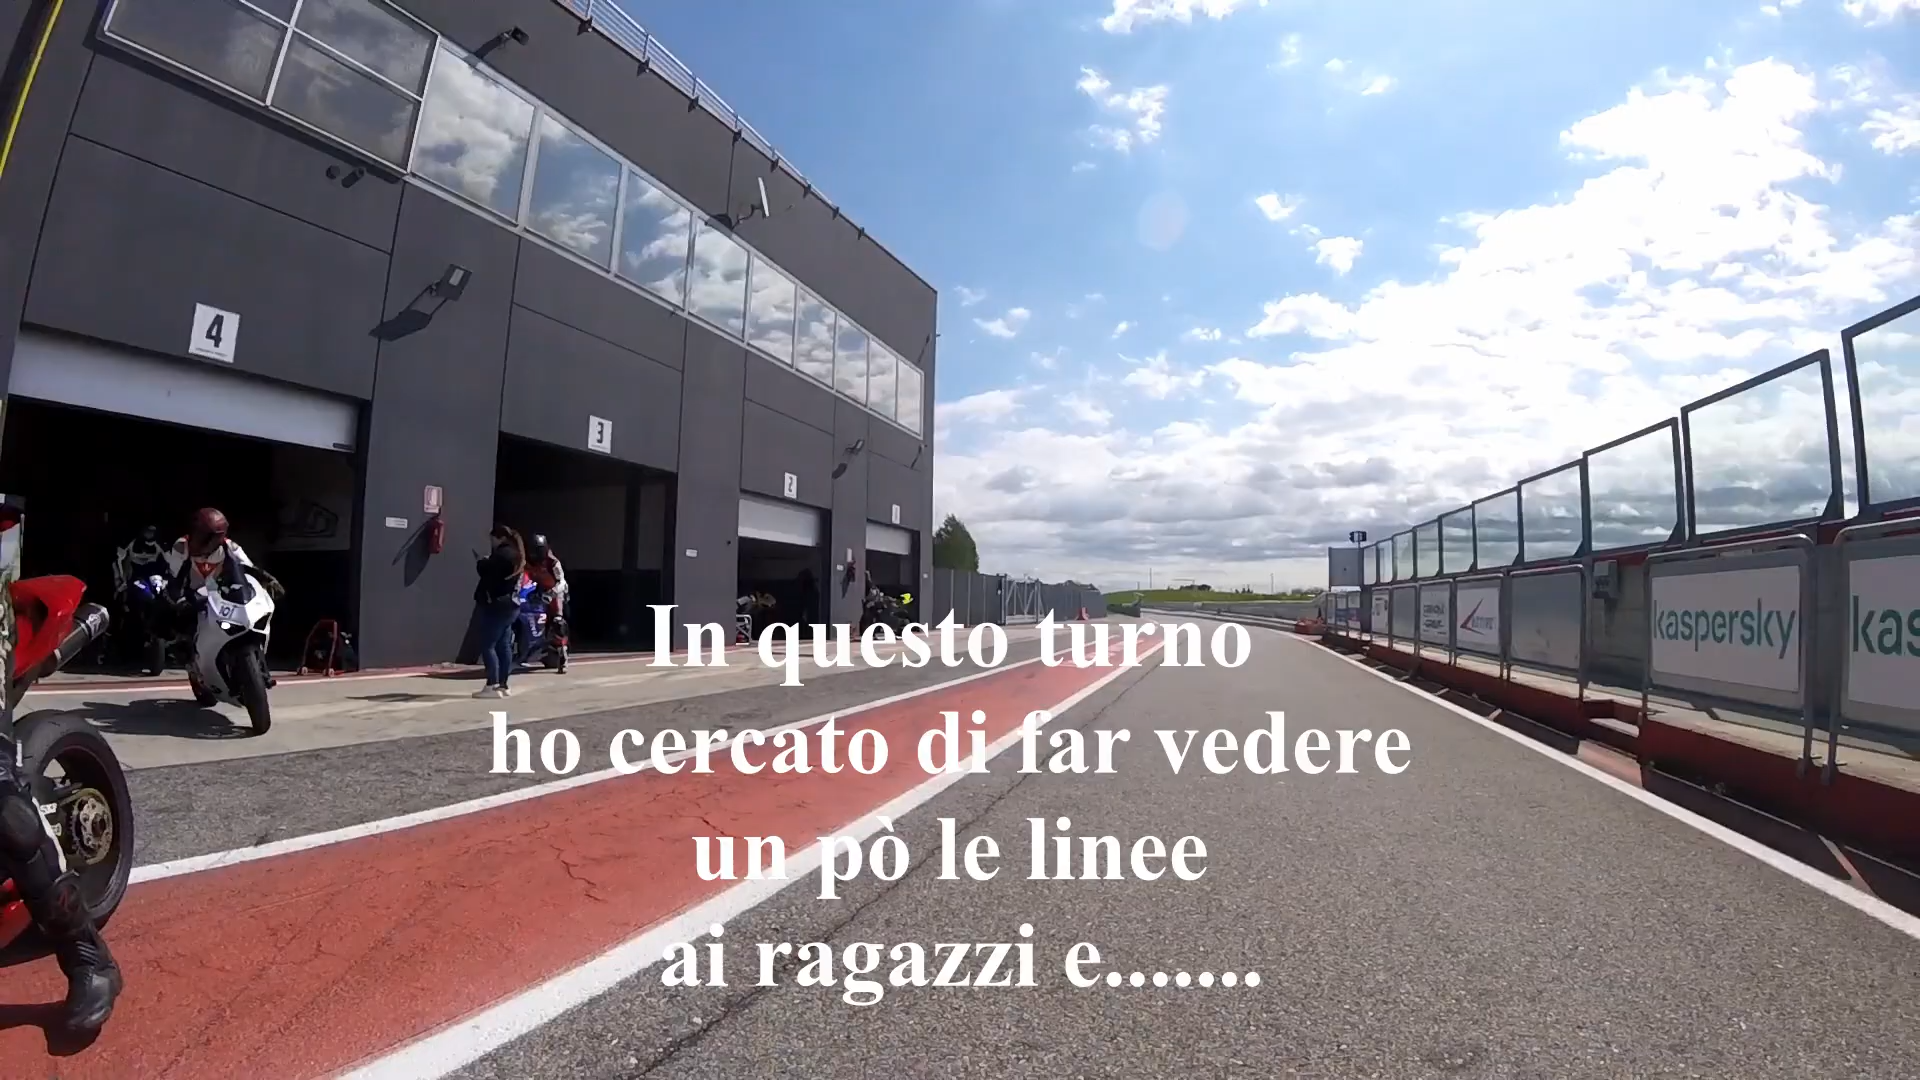 4
3
2
1
kaspersky
kas
In questo turno
ho cercato di far vedere
un pò le linee
ai ragazzi e.......